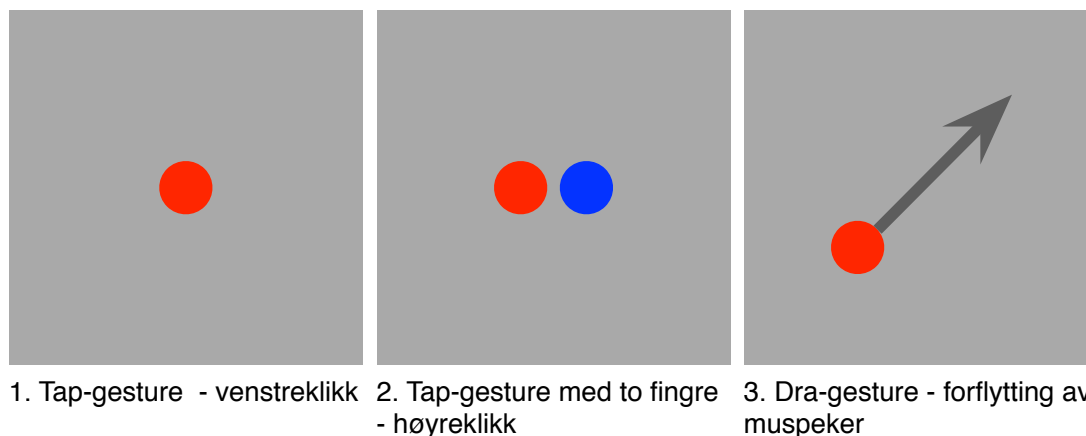 1. Tap-gesture - venstreklikk
2. Tap-gesture med to fingre
- høyreklikk
3. Dra-gesture - forflytting av
muspeker